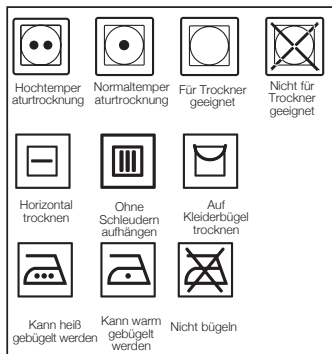 Hochtemper
aturtrocknung
Normaltemper
aturtrocknung
Für Trockner
geeignet
Nicht für
Trockner
geeignet
Horizontal
trocknen
Ohne
Schleudern
aufhängen
Auf
Kleiderbügel
trocknen
Kann heiß
gebügelt werden
Kann warm
gebügelt
werden
Nicht bügeln